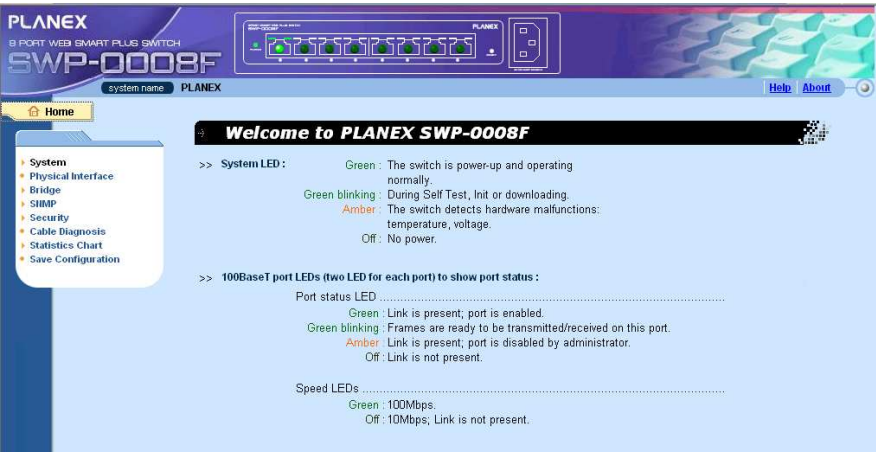 PLANEX
8 PORT WEB SMART PLUS SWITCH
SWP-0008F
PLANEX
system name PLANEX
Help About
Home
Welcome to PLANEX SWP-0008F
System
Physical Interface
Bridge
SNMP
Security
Cable Diagnosis
Statistics Chart
Save Configuration
>> System LED :
Green : The switch is power-up and operating
normally.
Green blinking : During Self Test, Init or downloading.
Amber : The switch detects hardware malfunctions:
temperature, voltage.
Off : No power.
>> 100BaseT port LEDs (two LED for each port) to show port status :
Port status LED
Green : Link is present; port is enabled.
Green blinking : Frames are ready to be transmitted/received on this port.
Amber : Link is present; port is disabled by administrator.
Off : Link is not present.
Speed LEDs
Green : 100Mbps.
Off : 10Mbps; Link is not present.